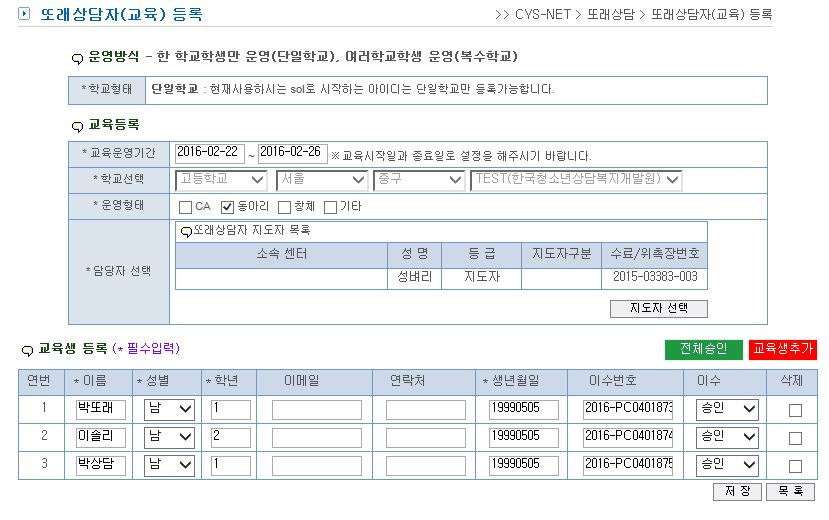 또래상담자(교육) 등록
>> CYS-NET > 또래상담 > 또래상담자(교육) 등록
운영방식 - 한 학교학생만 운영(단일학교), 여러학교학생 운영(복수학교)
* 학교형태 단일학교 : 현재사용하시는 sol로 시작하는 아이디는 단일학교만 등록가능합니다.
교육등록
* 교육운영기간 2016-02-22 ~ 2016-02-26 ※ 교육시작일과 종료일로 설정을 해주시기 바랍니다.
* 학교선택 고등학교 서울 중구 TEST(한국청소년상담복지개발원)
* 운영형태 CA 동아리 창체 기타
* 담당자 선택
또래상담자 지도자 목록
소속 센터 성 명 등 급 지도자구분 수료/위촉장번호
성벼리 지도자 2015-03383-003
지도자 선택
교육생 등록 (* 필수입력) 전체승인 교육생추가
연번 * 이름 * 성별 * 학년 이메일 연락처 * 생년월일 이수번호 이수 삭제
1 박또래 남 1 19990505 2016-PC0401873 승인
2 이솔리 남 2 19990505 2016-PC0401874 승인
3 박상담 남 1 19990505 2016-PC0401875 승인
저 장 목 록